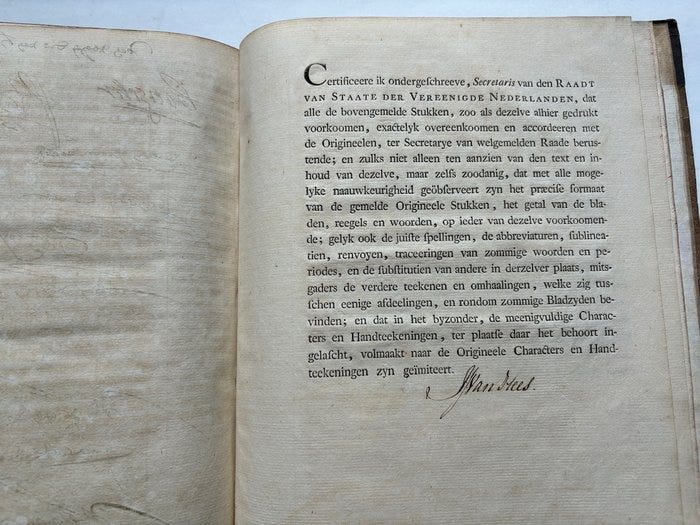 Certificeere ik ondergeſchreeve, Secretaris van den RAADT
VAN STAATE DER VEREENIGDE NEDERLANDEN, dat
alle de bovengemelde Stukken, zoo als dezelve alhier gedrukt
voorkoomen, exactelyk overeenkoomen en accordeeren met
de Origineelen, ter Secretarye van welgemelden Raade berus-
tende; en zulks niet alleen ten aanzien van den text en in-
houd van dezelve, maar zelfs zoodanig, dat met alle moge-
lyke naauwkeurigheid geöbſerveert zyn het præciſe formaat
van de gemelde Origineele Stukken, het getal van de bla-
den, reegels en woorden, op ieder van dezelve voorkoomen-
de; gelyk ook de juiſte ſpellingen, de abbreviaturen, ſublinea-
tien, renvoyen, traceeringen van zommige woorden en pe-
riodes, en de ſubſtitutien van andere in derzelver plaats, mits-
gaders de verdere teekenen en omhaalingen, welke zig tus-
ſchen eenige afdeelingen, en rondom zommige Bladzyden be-
vinden; en dat in het byzonder, de meenigvuldige Charac-
ters en Handteekeningen, ter plaatſe daar het behoort in-
gelaſcht, volmaakt naar de Origineele Characters en Hand-
teekeningen zyn geïmiteert.
Van Hees.